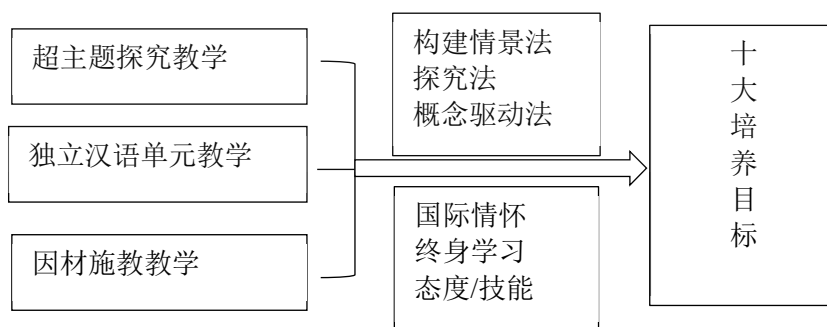 超主题探究教学
独立汉语单元教学
因材施教教学
构建情景法
探究法
概念驱动法
国际情怀
终身学习
态度/技能
十大培养目标